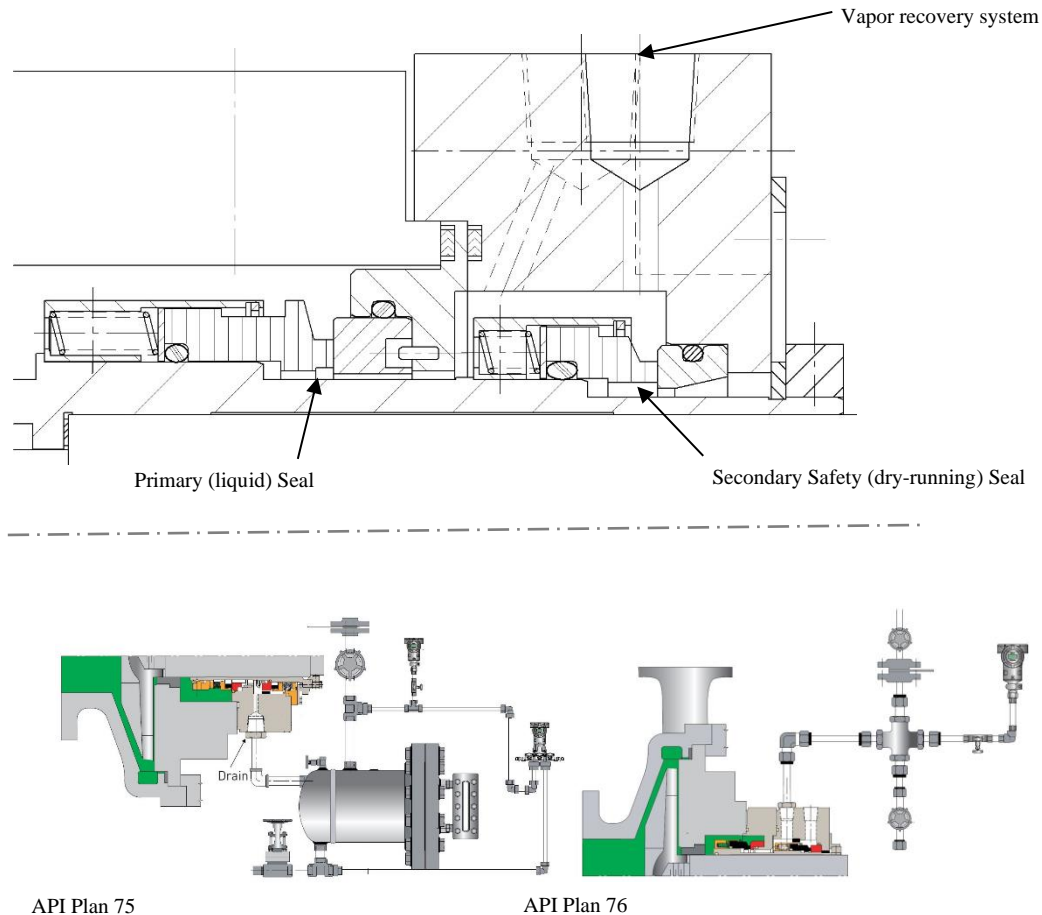 Vapor recovery system
Primary (liquid) Seal
Secondary Safety (dry-running) Seal
Drain
API Plan 75
API Plan 76